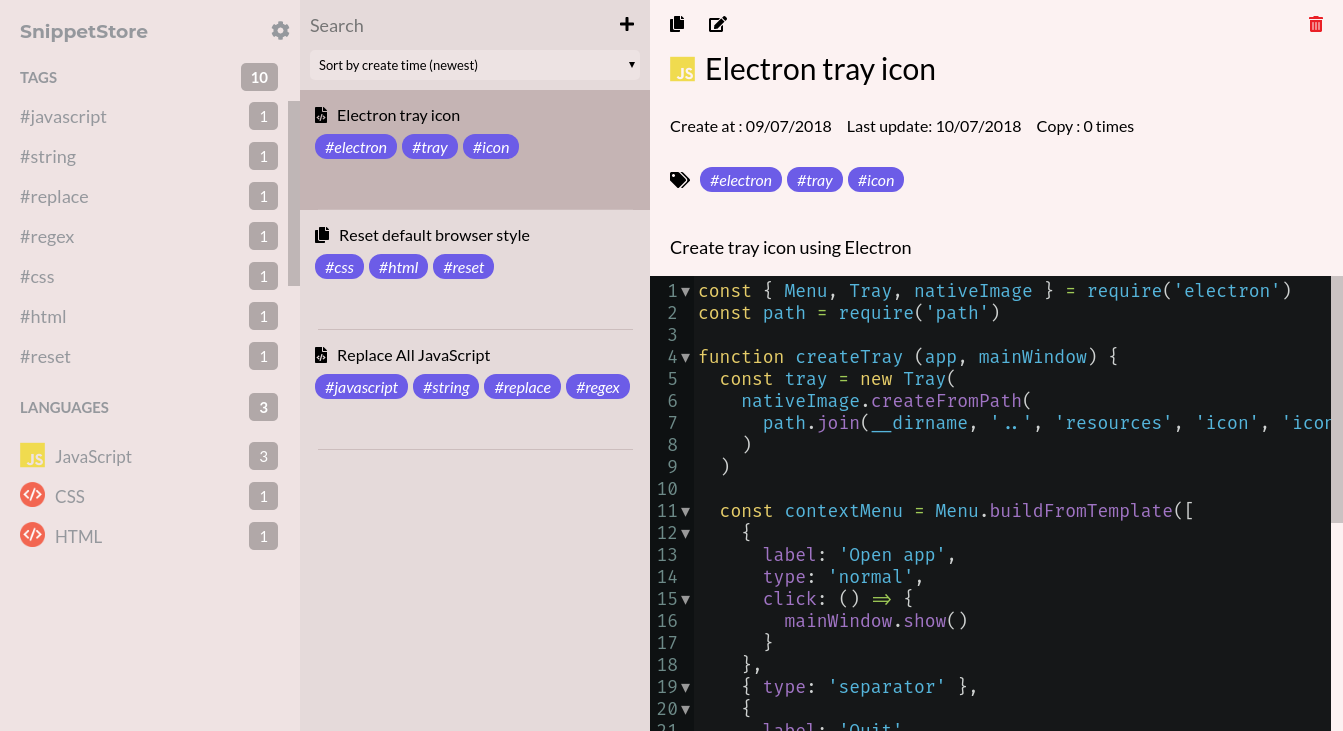 SnippetStore
TAGS 10
#javascript 1
#string 1
#replace 1
#regex 1
#css 1
#html 1
#reset 1
LANGUAGES 3
JS JavaScript 3
CSS 1
HTML 1
Search
Sort by create time (newest)
Electron tray icon
#electron #tray #icon
Reset default browser style
#css #html #reset
Replace All JavaScript
#javascript #string #replace #regex
JS Electron tray icon
Create at : 09/07/2018 Last update: 10/07/2018 Copy : 0 times
#electron #tray #icon
Create tray icon using Electron
1 const { Menu, Tray, nativeImage } = require('electron')
2 const path = require('path')
3
4 function createTray (app, mainWindow) {
5   const tray = new Tray(
6     nativeImage.createFromPath(
7       path.join(__dirname, '..', 'resources', 'icon', 'icon
8     )
9   )
10
11   const contextMenu = Menu.buildFromTemplate([
12     {
13       label: 'Open app',
14       type: 'normal',
15       click: () => {
16         mainWindow.show()
17       }
18     },
19     { type: 'separator' },
20     {
21       label: 'Quit'